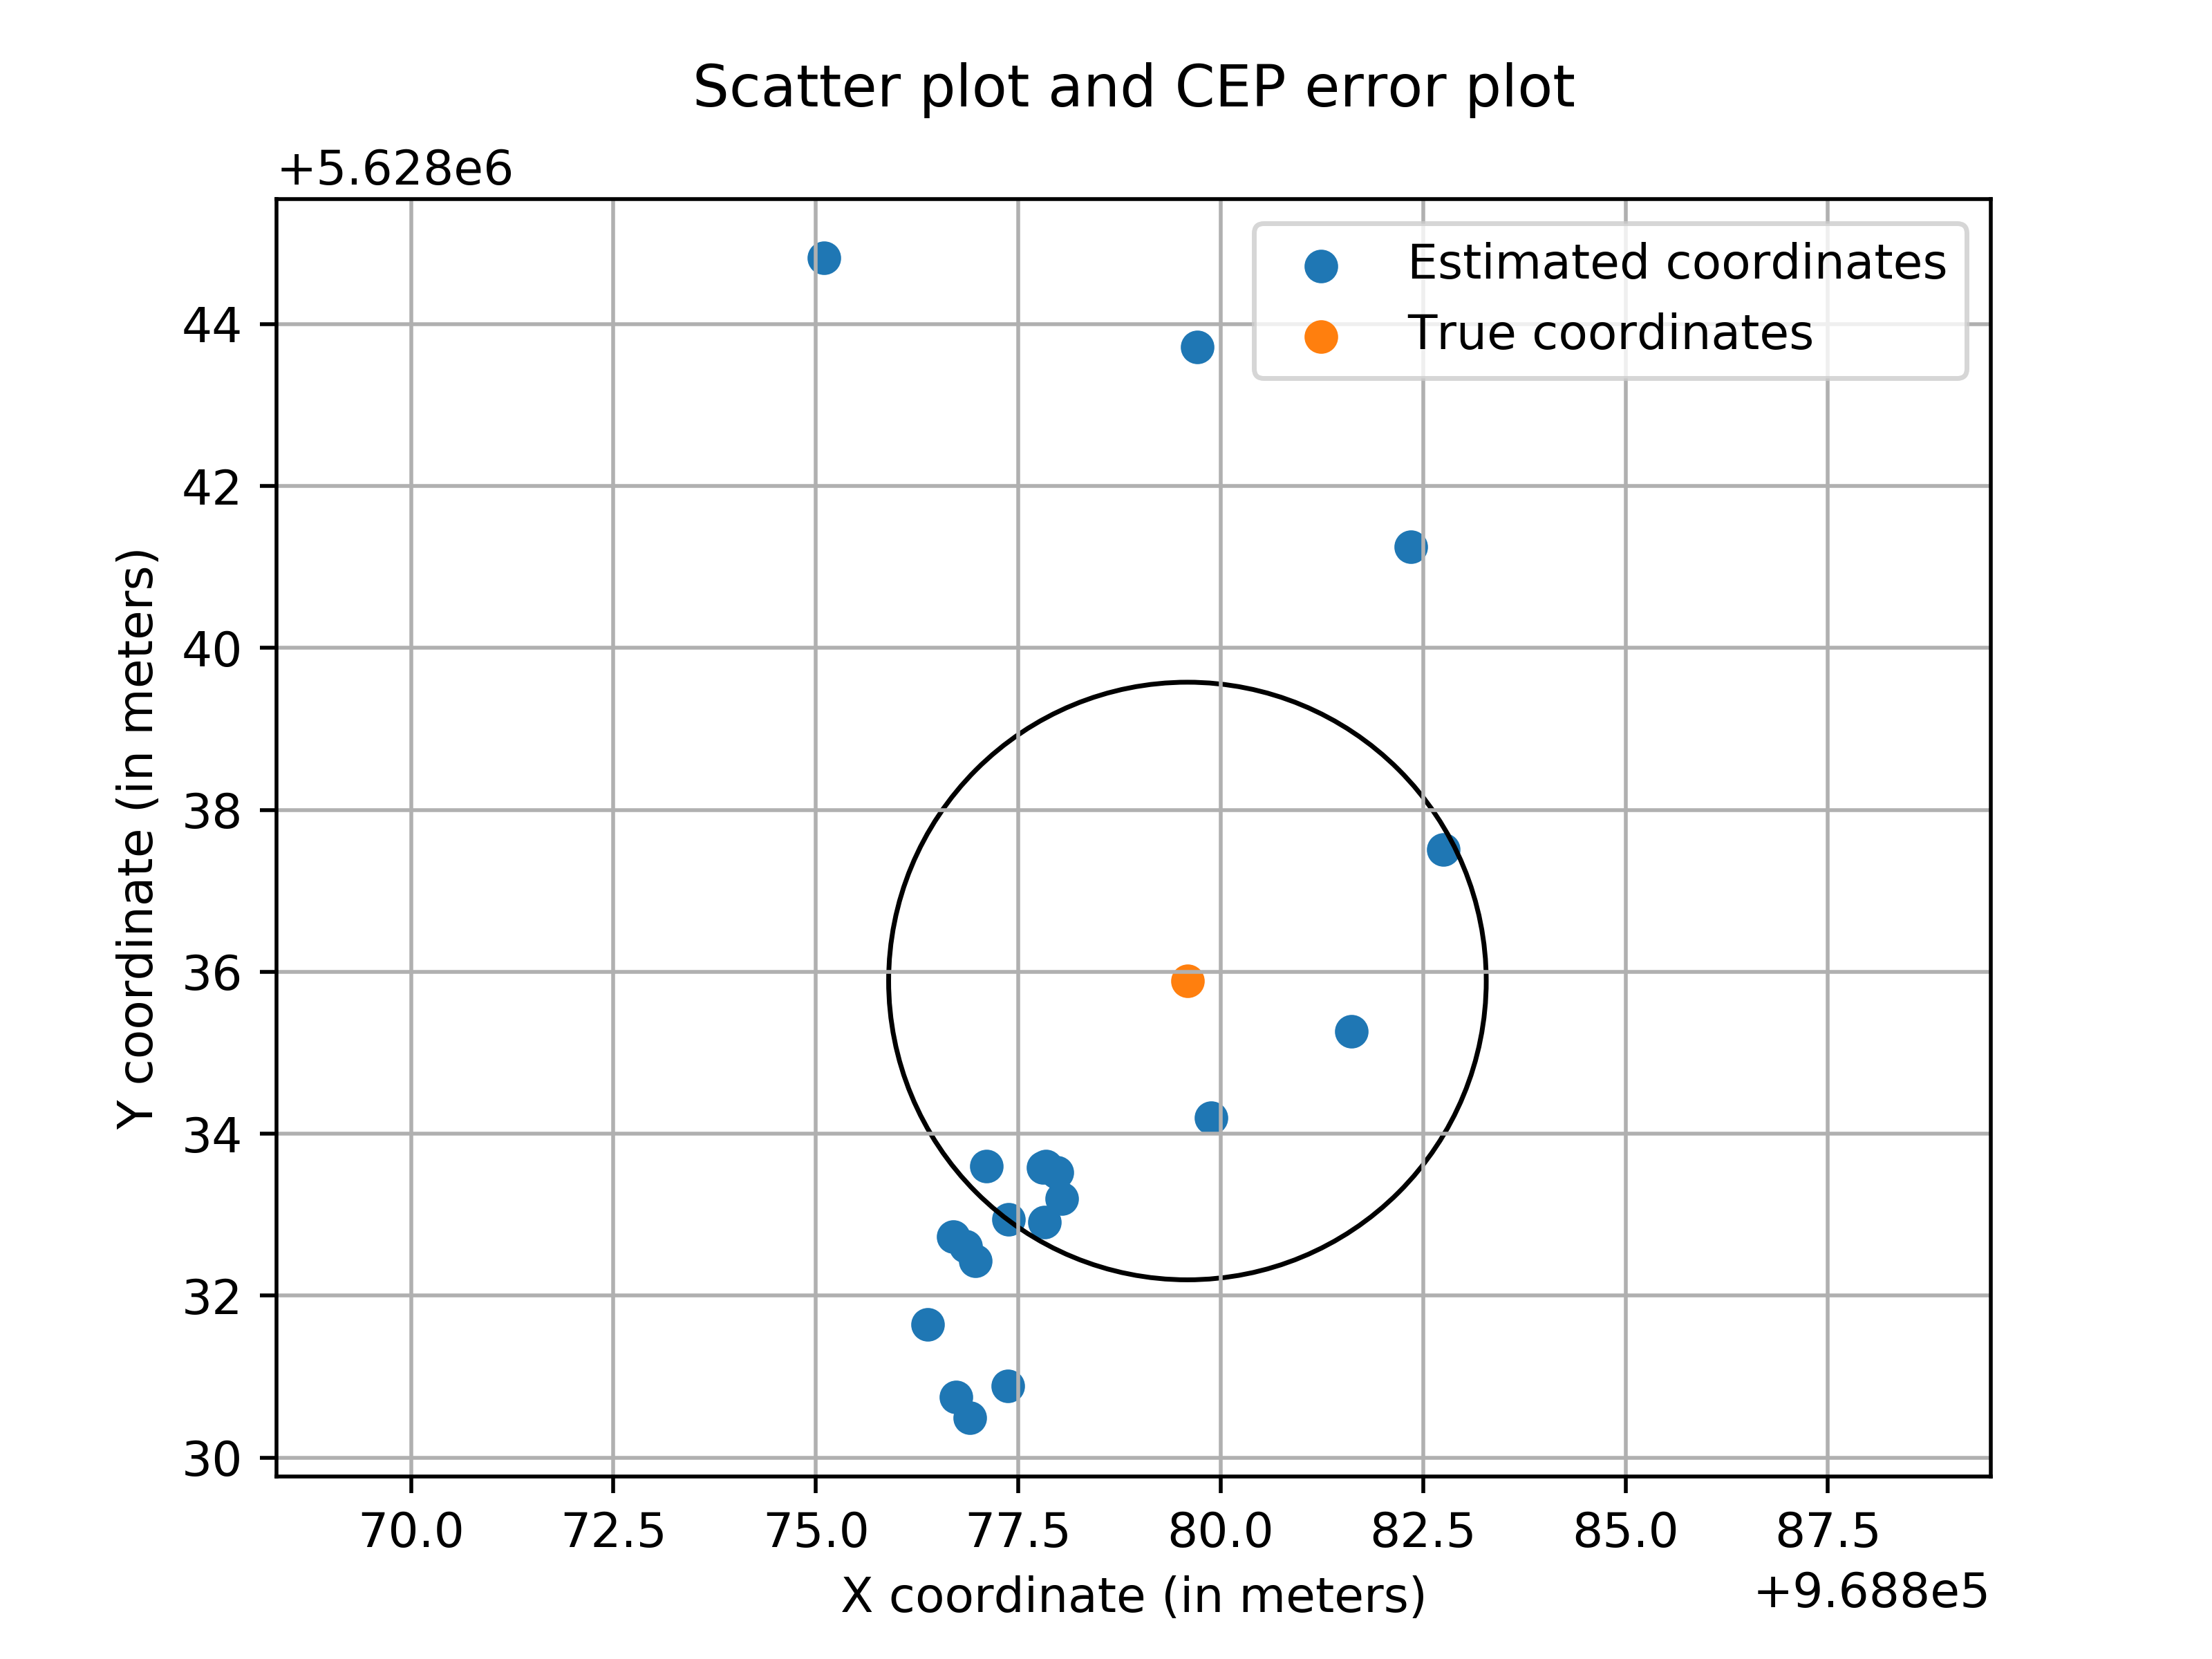 Scatter plot and CEP error plot
+5.628e6
Estimated coordinates
True coordinates
44
42
40
38
36
34
32
30
Y coordinate (in meters)
70.0 72.5 75.0 77.5 80.0 82.5 85.0 87.5
X coordinate (in meters)
+9.688e5